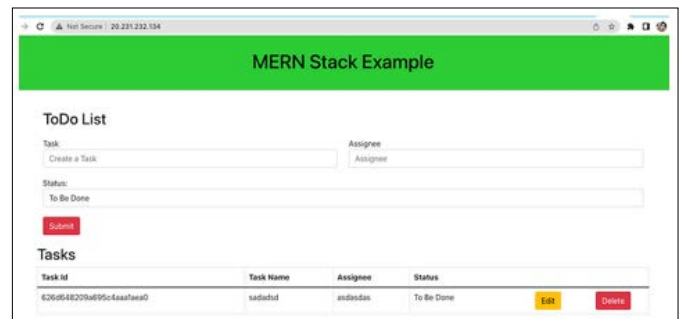 Not Secure | 20.231.232.134
MERN Stack Example
ToDo List
Task Assignee
Create a Task Assignee
Status:
To Be Done
Submit
Tasks
Task Id Task Name Assignee Status
626d648209a695c4aaafaea0 sadadsd asdasdas To Be Done Edit Delete